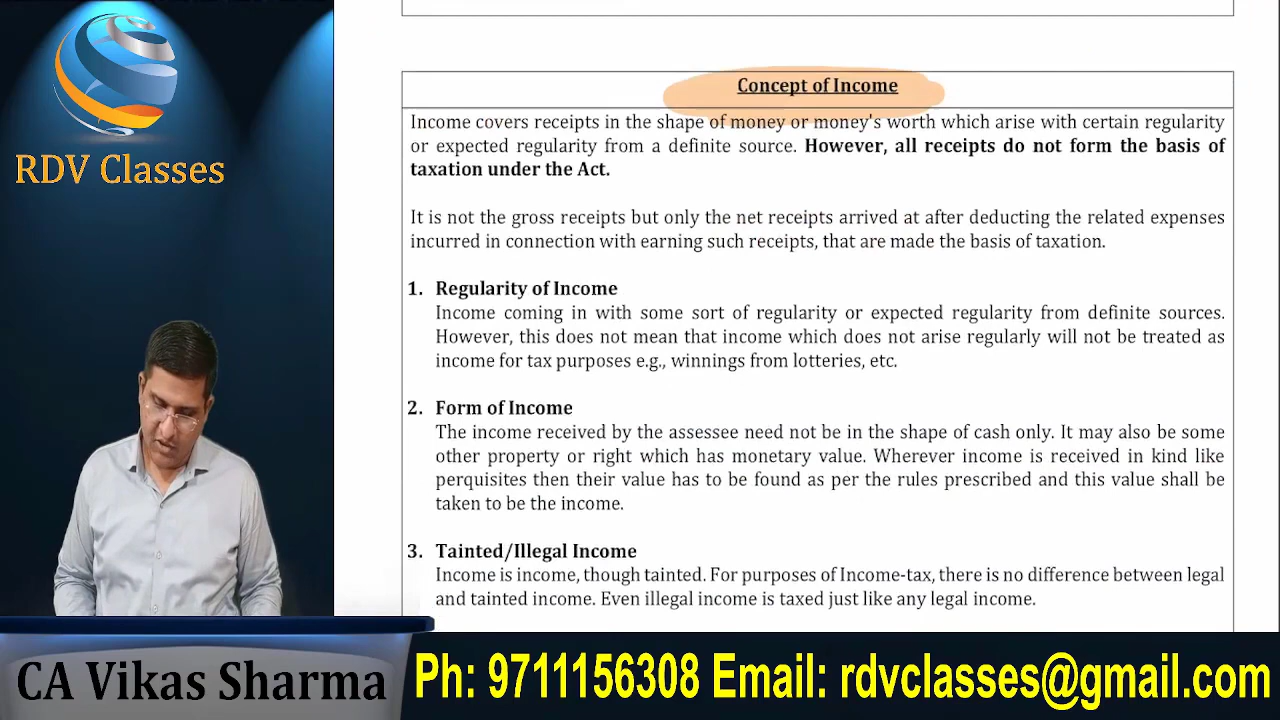 RDV Classes
Concept of Income
Income covers receipts in the shape of money or money's worth which arise with certain regularity
or expected regularity from a definite source. However, all receipts do not form the basis of
taxation under the Act.
It is not the gross receipts but only the net receipts arrived at after deducting the related expenses
incurred in connection with earning such receipts, that are made the basis of taxation.
1. Regularity of Income
Income coming in with some sort of regularity or expected regularity from definite sources.
However, this does not mean that income which does not arise regularly will not be treated as
income for tax purposes e.g., winnings from lotteries, etc.
2. Form of Income
The income received by the assessee need not be in the shape of cash only. It may also be some
other property or right which has monetary value. Wherever income is received in kind like
perquisites then their value has to be found as per the rules prescribed and this value shall be
taken to be the income.
3. Tainted/Illegal Income
Income is income, though tainted. For purposes of Income-tax, there is no difference between legal
and tainted income. Even illegal income is taxed just like any legal income.
CA Vikas Sharma
Ph: 9711156308 Email: rdvclasses@gmail.com